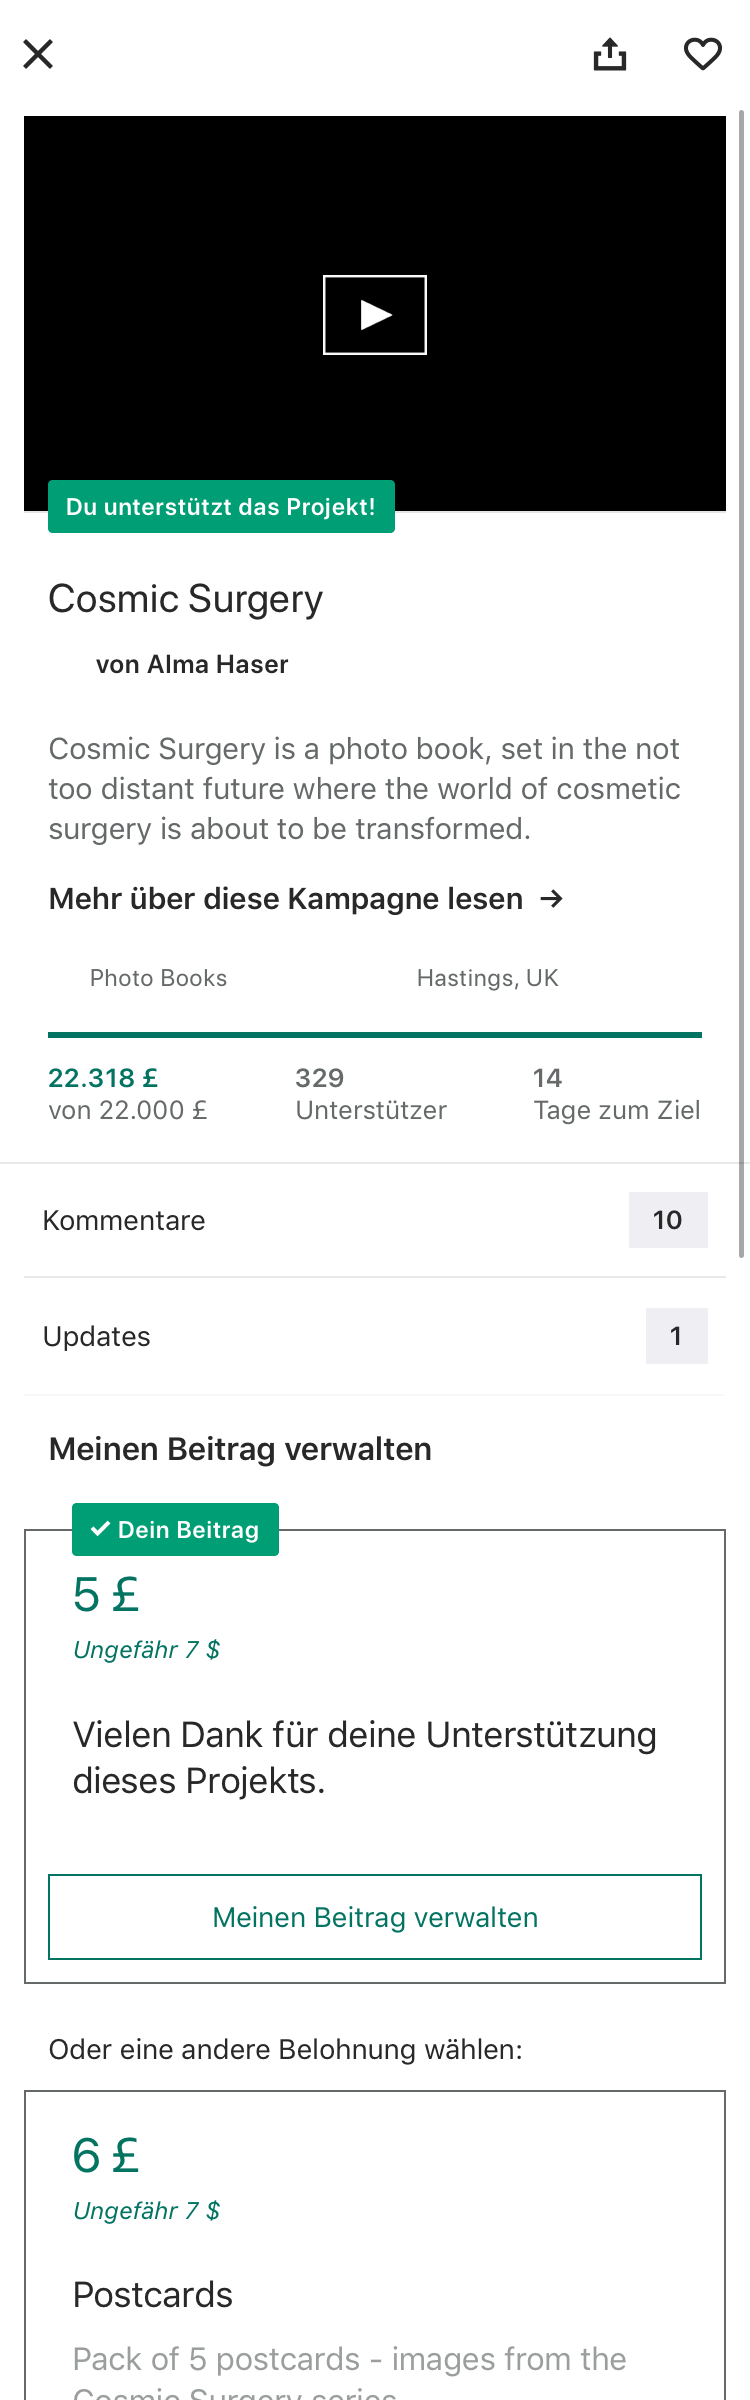 Du unterstützt das Projekt!
Cosmic Surgery
von Alma Haser
Cosmic Surgery is a photo book, set in the not
too distant future where the world of cosmetic
surgery is about to be transformed.
Mehr über diese Kampagne lesen →
Photo Books
Hastings, UK
22.318 £
von 22.000 £
329
Unterstützer
14
Tage zum Ziel
Kommentare
10
Updates
1
Meinen Beitrag verwalten
✓ Dein Beitrag
5 £
Ungefähr 7 $
Vielen Dank für deine Unterstützung
dieses Projekts.
Meinen Beitrag verwalten
Oder eine andere Belohnung wählen:
6 £
Ungefähr 7 $
Postcards
Pack of 5 postcards - images from the
Cosmic Surgery series